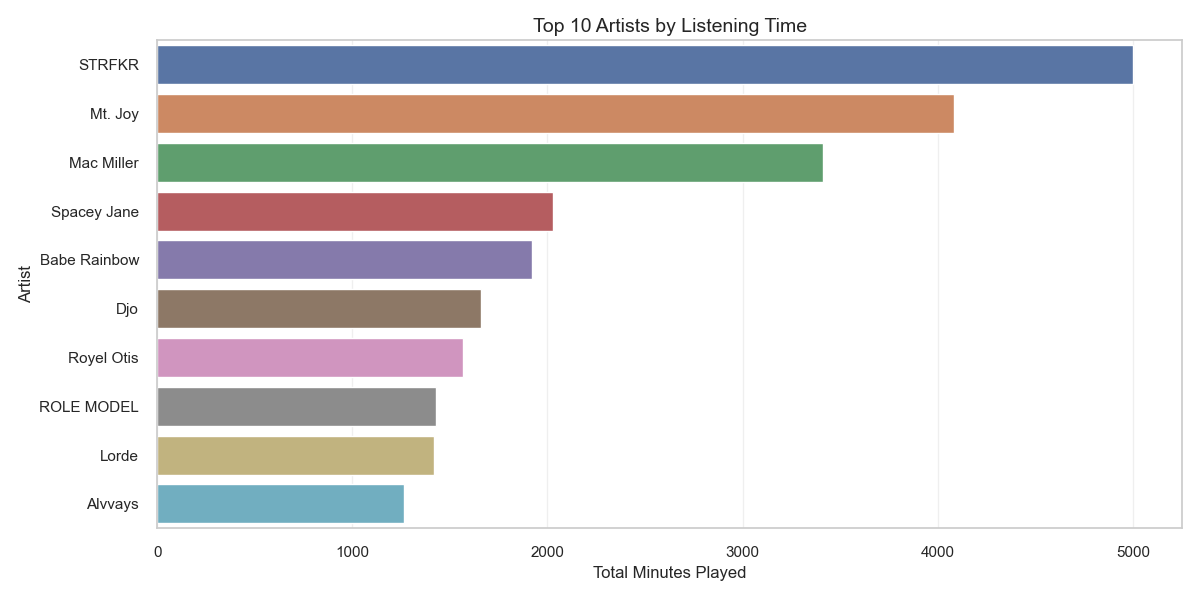 Top 10 Artists by Listening Time
Artist
STRFKR
Mt. Joy
Mac Miller
Spacey Jane
Babe Rainbow
Djo
Royel Otis
ROLE MODEL
Lorde
Alvvays
0 1000 2000 3000 4000 5000
Total Minutes Played